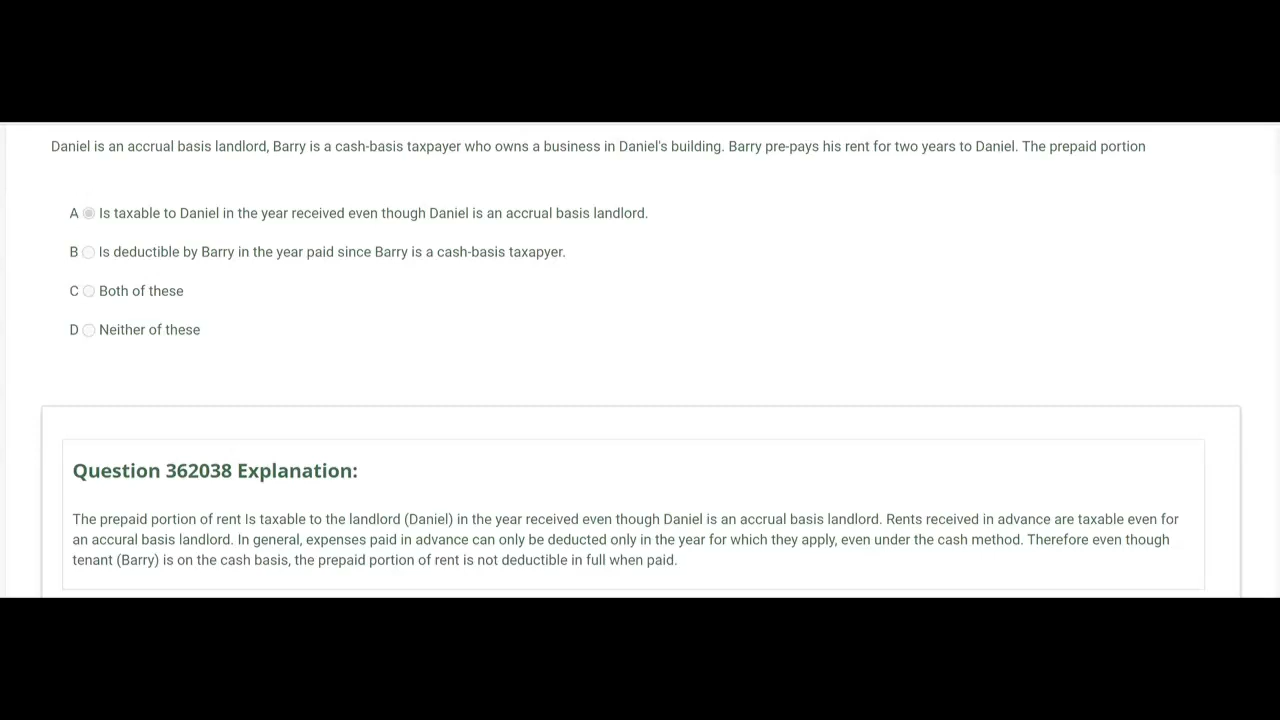 Daniel is an accrual basis landlord, Barry is a cash-basis taxpayer who owns a business in Daniel's building. Barry pre-pays his rent for two years to Daniel. The prepaid portion
A Is taxable to Daniel in the year received even though Daniel is an accrual basis landlord.
B Is deductible by Barry in the year paid since Barry is a cash-basis taxapyer.
C Both of these
D Neither of these
Question 362038 Explanation:
The prepaid portion of rent Is taxable to the landlord (Daniel) in the year received even though Daniel is an accrual basis landlord. Rents received in advance are taxable even for
an accural basis landlord. In general, expenses paid in advance can only be deducted only in the year for which they apply, even under the cash method. Therefore even though
tenant (Barry) is on the cash basis, the prepaid portion of rent is not deductible in full when paid.